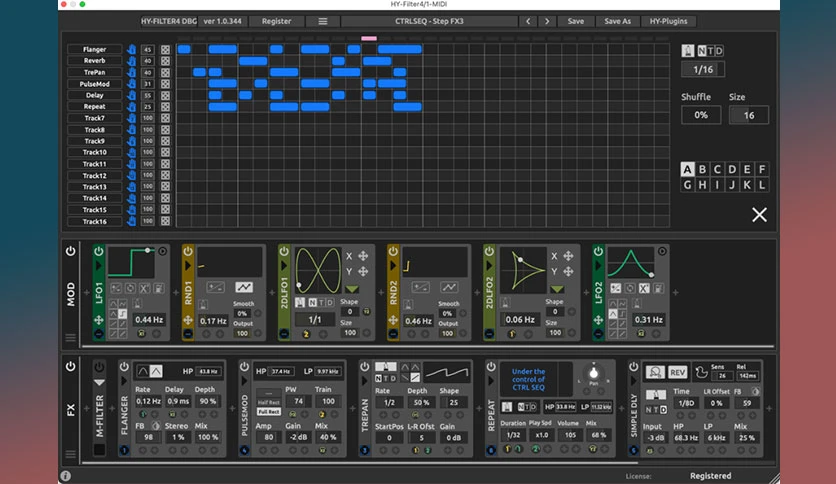 HY-Filter4/1-MIDI
HY-FILTER4 DBG ver 1.0.344 Register CTRLSEQ - Step FX3 < > Save Save As HY-Plugins
Flanger 45
Reverb 40
TrePan 40
PulseMod 31
Delay 35
Repeat 25
Track7 100
Track8 100
Track9 100
Track10 100
Track11 100
Track12 100
Track13 100
Track14 100
Track15 100
Track16 100
N T D
1/16
Shuffle Size
0% 16
A B C D E F
G H I J K L
MOD
LFO1
0.44 Hz
RND1
Smooth
0%
Output
0.17 Hz 100
2DLFO1
X
Y
N T D
Shape
0
1/1
Size
2 100
RND2
Smooth
0%
Output
0.46 Hz 100
2DLFO2
X
Y
Shape
0
0.06 Hz
Size
1 100
LFO2
0.31 Hz
FX
M-FILTER
FLANGER
HP 43.8 Hz
Rate Delay Depth
0.12 Hz 0.9 ms 90 %
FB Stereo Mix
98 1 % 100 %
PULSEMOD
HP 37.4 Hz LP 9.97 kHz
PW Train
Half Rect
Full Rect
74 100
Amp Gain Mix
80 -2 dB 40 %
TREPAN
N T D
Rate Depth Shape
1/2 50 % 25
StartPos L-R Ofst Gain
0 5 0 dB
REPEAT
Under the
control of
CTRL SEQ
Pan
N T D HP 33.8 Hz LP 11.52 kHz
Duration Play Spd Volume Mix
1/32 x1.0 105 68 %
SIMPLE DLY
REV
Sens Rel
26 142ms
N T D
Time LR Offset FB
1/8D 0 % 59
Input HP LP Mix
-3 dB 68.3 Hz 6 kHz 25 %
License: Registered